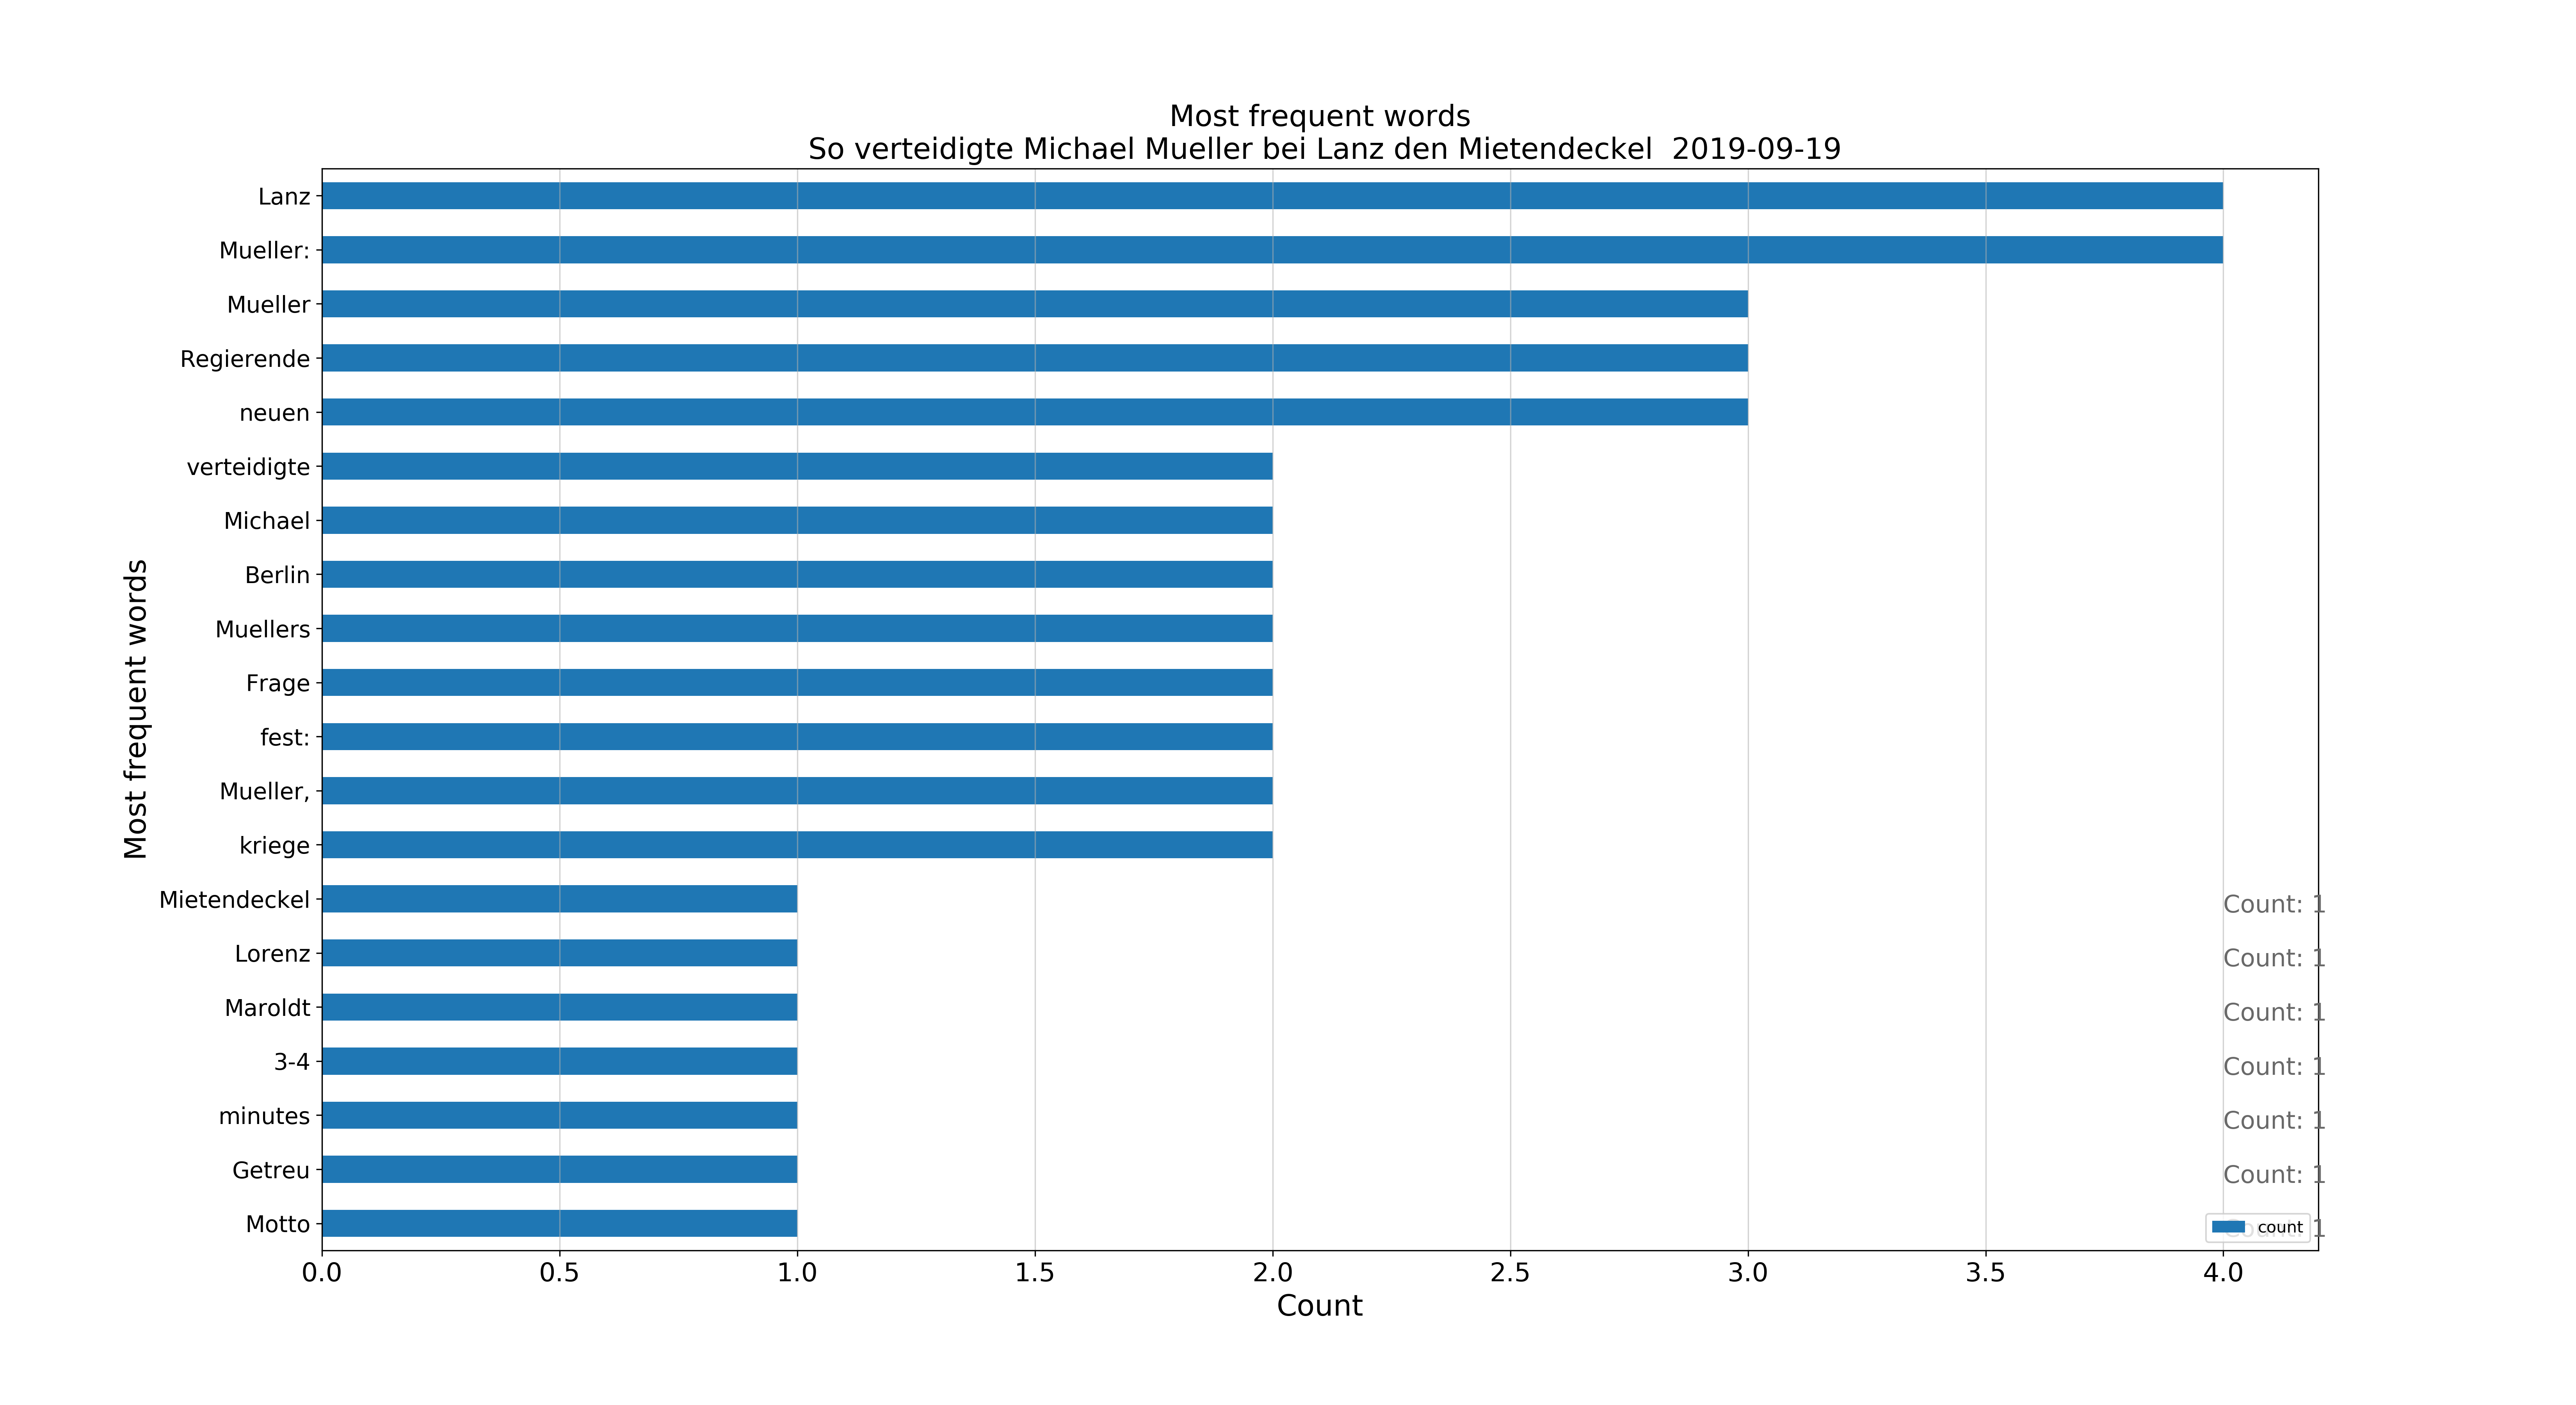 Most frequent words
So verteidigte Michael Mueller bei Lanz den Mietendeckel  2019-09-19
Most frequent words
Lanz
Mueller:
Mueller
Regierende
neuen
verteidigte
Michael
Berlin
Muellers
Frage
fest:
Mueller,
kriege
Mietendeckel Count: 1
Lorenz Count: 1
Maroldt Count: 1
3-4 Count: 1
minutes Count: 1
Getreu Count: 1
Motto Count: 1
count
0.0 0.5 1.0 1.5 2.0 2.5 3.0 3.5 4.0
Count